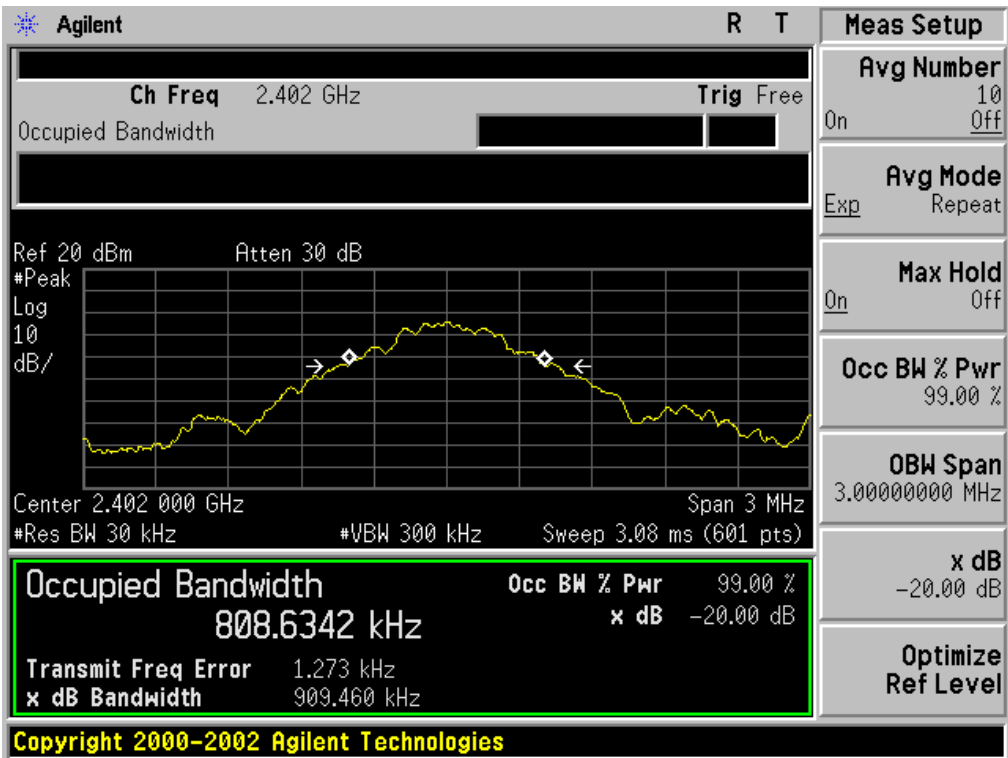 Agilent R T
Ch Freq 2.402 GHz Trig Free
Occupied Bandwidth
Ref 20 dBm Atten 30 dB
#Peak
Log
10
dB/
Center 2.402 000 GHz Span 3 MHz
#Res BW 30 kHz #VBW 300 kHz Sweep 3.08 ms (601 pts)
Occupied Bandwidth
808.6342 kHz
Occ BW % Pwr 99.00 %
x dB -20.00 dB
Transmit Freq Error 1.273 kHz
x dB Bandwidth 909.460 kHz
Copyright 2000-2002 Agilent Technologies
Meas Setup
Avg Number
10
On Off
Avg Mode
Exp Repeat
Max Hold
On Off
Occ BW % Pwr
99.00 %
OBW Span
3.00000000 MHz
x dB
-20.00 dB
Optimize
Ref Level